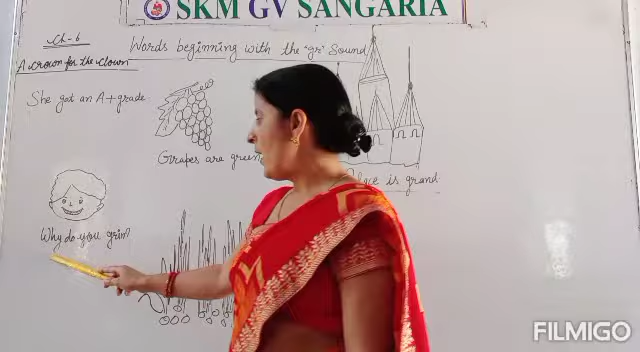 SKM GV SANGARIA
Ch-6
Words beginning with the "gr" Sound
A crown for the clown
She got an A+ grade.
Grapes are green
is grand
Why do you grin?
FILMIGO